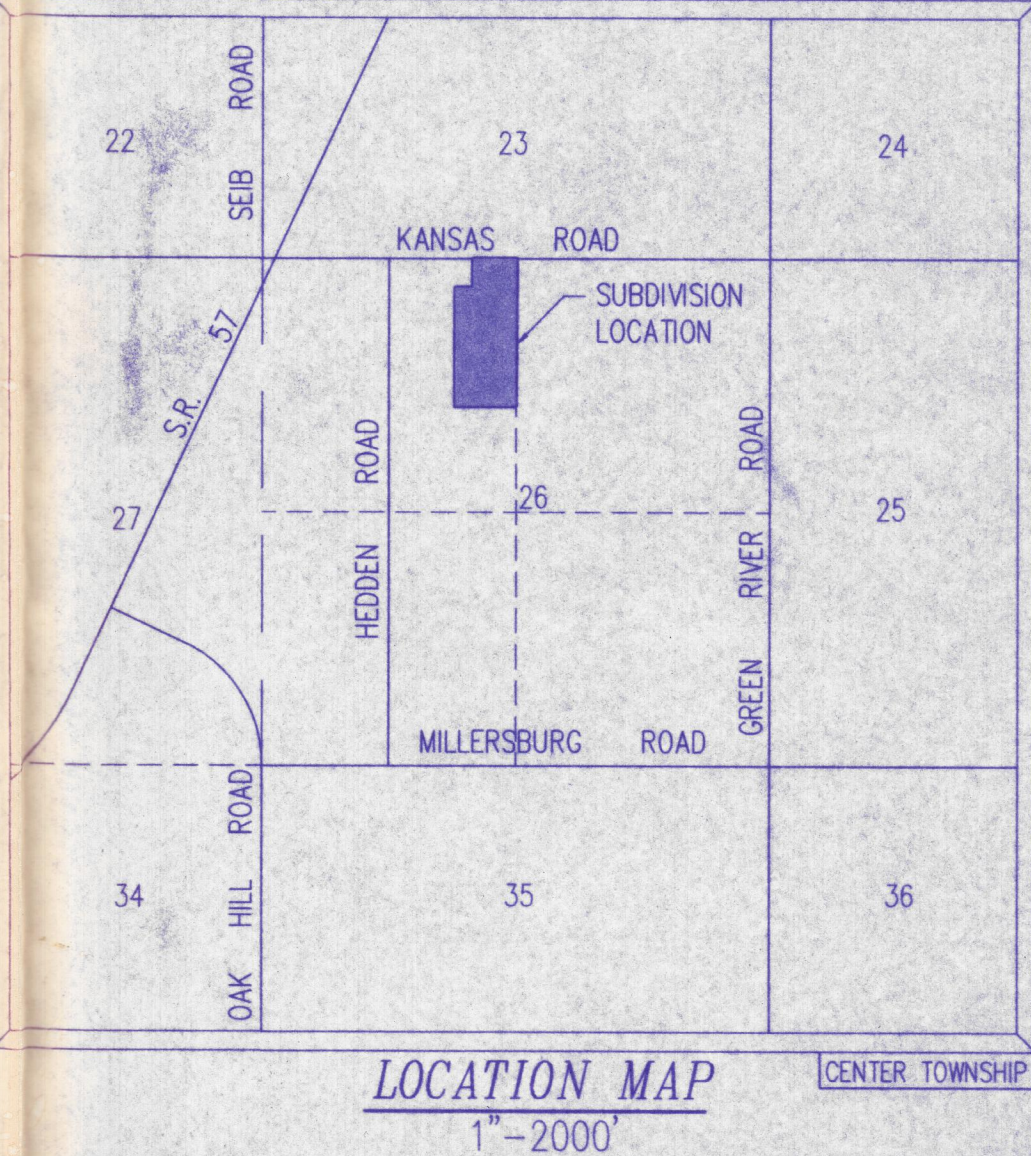 22
SEIB ROAD
23
24
KANSAS ROAD
SUBDIVISION
LOCATION
S.R. 57
27
HEDDEN ROAD
26
GREEN RIVER ROAD
25
MILLERSBURG ROAD
34
OAK HILL ROAD
35
36
LOCATION MAP
1"-2000'
CENTER TOWNSHIP